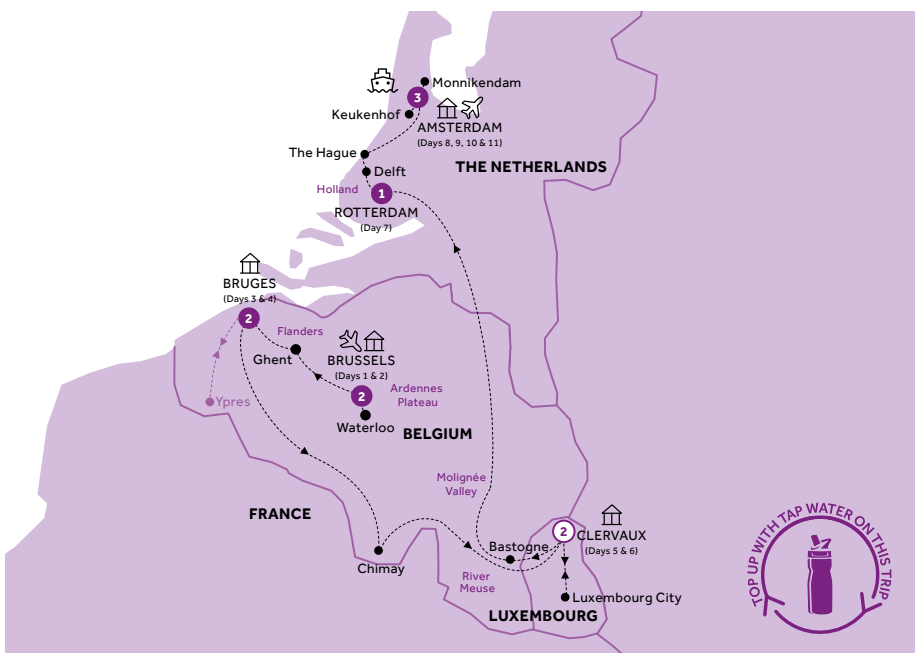 Monnikendam
3
Keukenhof
AMSTERDAM
(Days 8, 9, 10 & 11)
The Hague
THE NETHERLANDS
Delft
Holland
1
ROTTERDAM
(Day 7)
BRUGES
(Days 3 & 4)
2
Flanders
Ghent
BRUSSELS
(Days 1 & 2)
2
Ardennes
Plateau
Ypres
Waterloo
BELGIUM
Molignée
Valley
FRANCE
2
CLERVAUX
(Days 5 & 6)
Bastogne
Chimay
River
Meuse
Luxembourg City
LUXEMBOURG
TOP UP WITH TAP WATER ON THIS TRIP